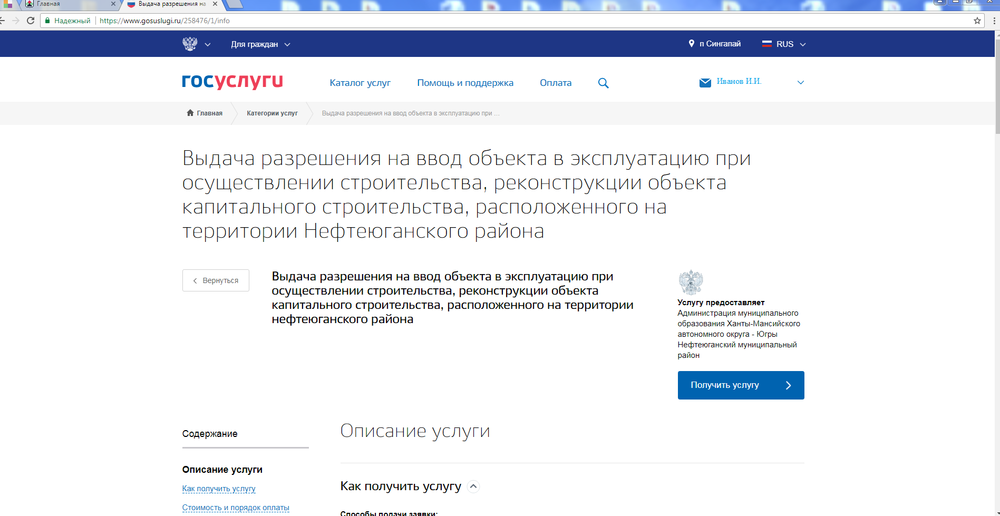 Главная
Выдача разрешения на
Надежный
https://www.gosuslugi.ru/258476/1/info
Для граждан
п Сингапай
RUS
госуслуги
Каталог услуг
Помощь и поддержка
Оплата
Иванов И.И.
Главная
Категории услуг
Выдача разрешения на ввод объекта в эксплуатацию при ...
Выдача разрешения на ввод объекта в эксплуатацию при
осуществлении строительства, реконструкции объекта
капитального строительства, расположенного на
территории Нефтеюганского района
Вернуться
Выдача разрешения на ввод объекта в эксплуатацию при
осуществлении строительства, реконструкции объекта
капитального строительства, расположенного на территории
нефтеюганского района
Услугу предоставляет
Администрация муниципального
образования Ханты-Мансийского
автономного округа - Югры
Нефтеюганский муниципальный
район
Получить услугу
Содержание
Описание услуги
Описание услуги
Как получить услугу
Как получить услугу
Стоимость и порядок оплаты
Способы подачи заявки: